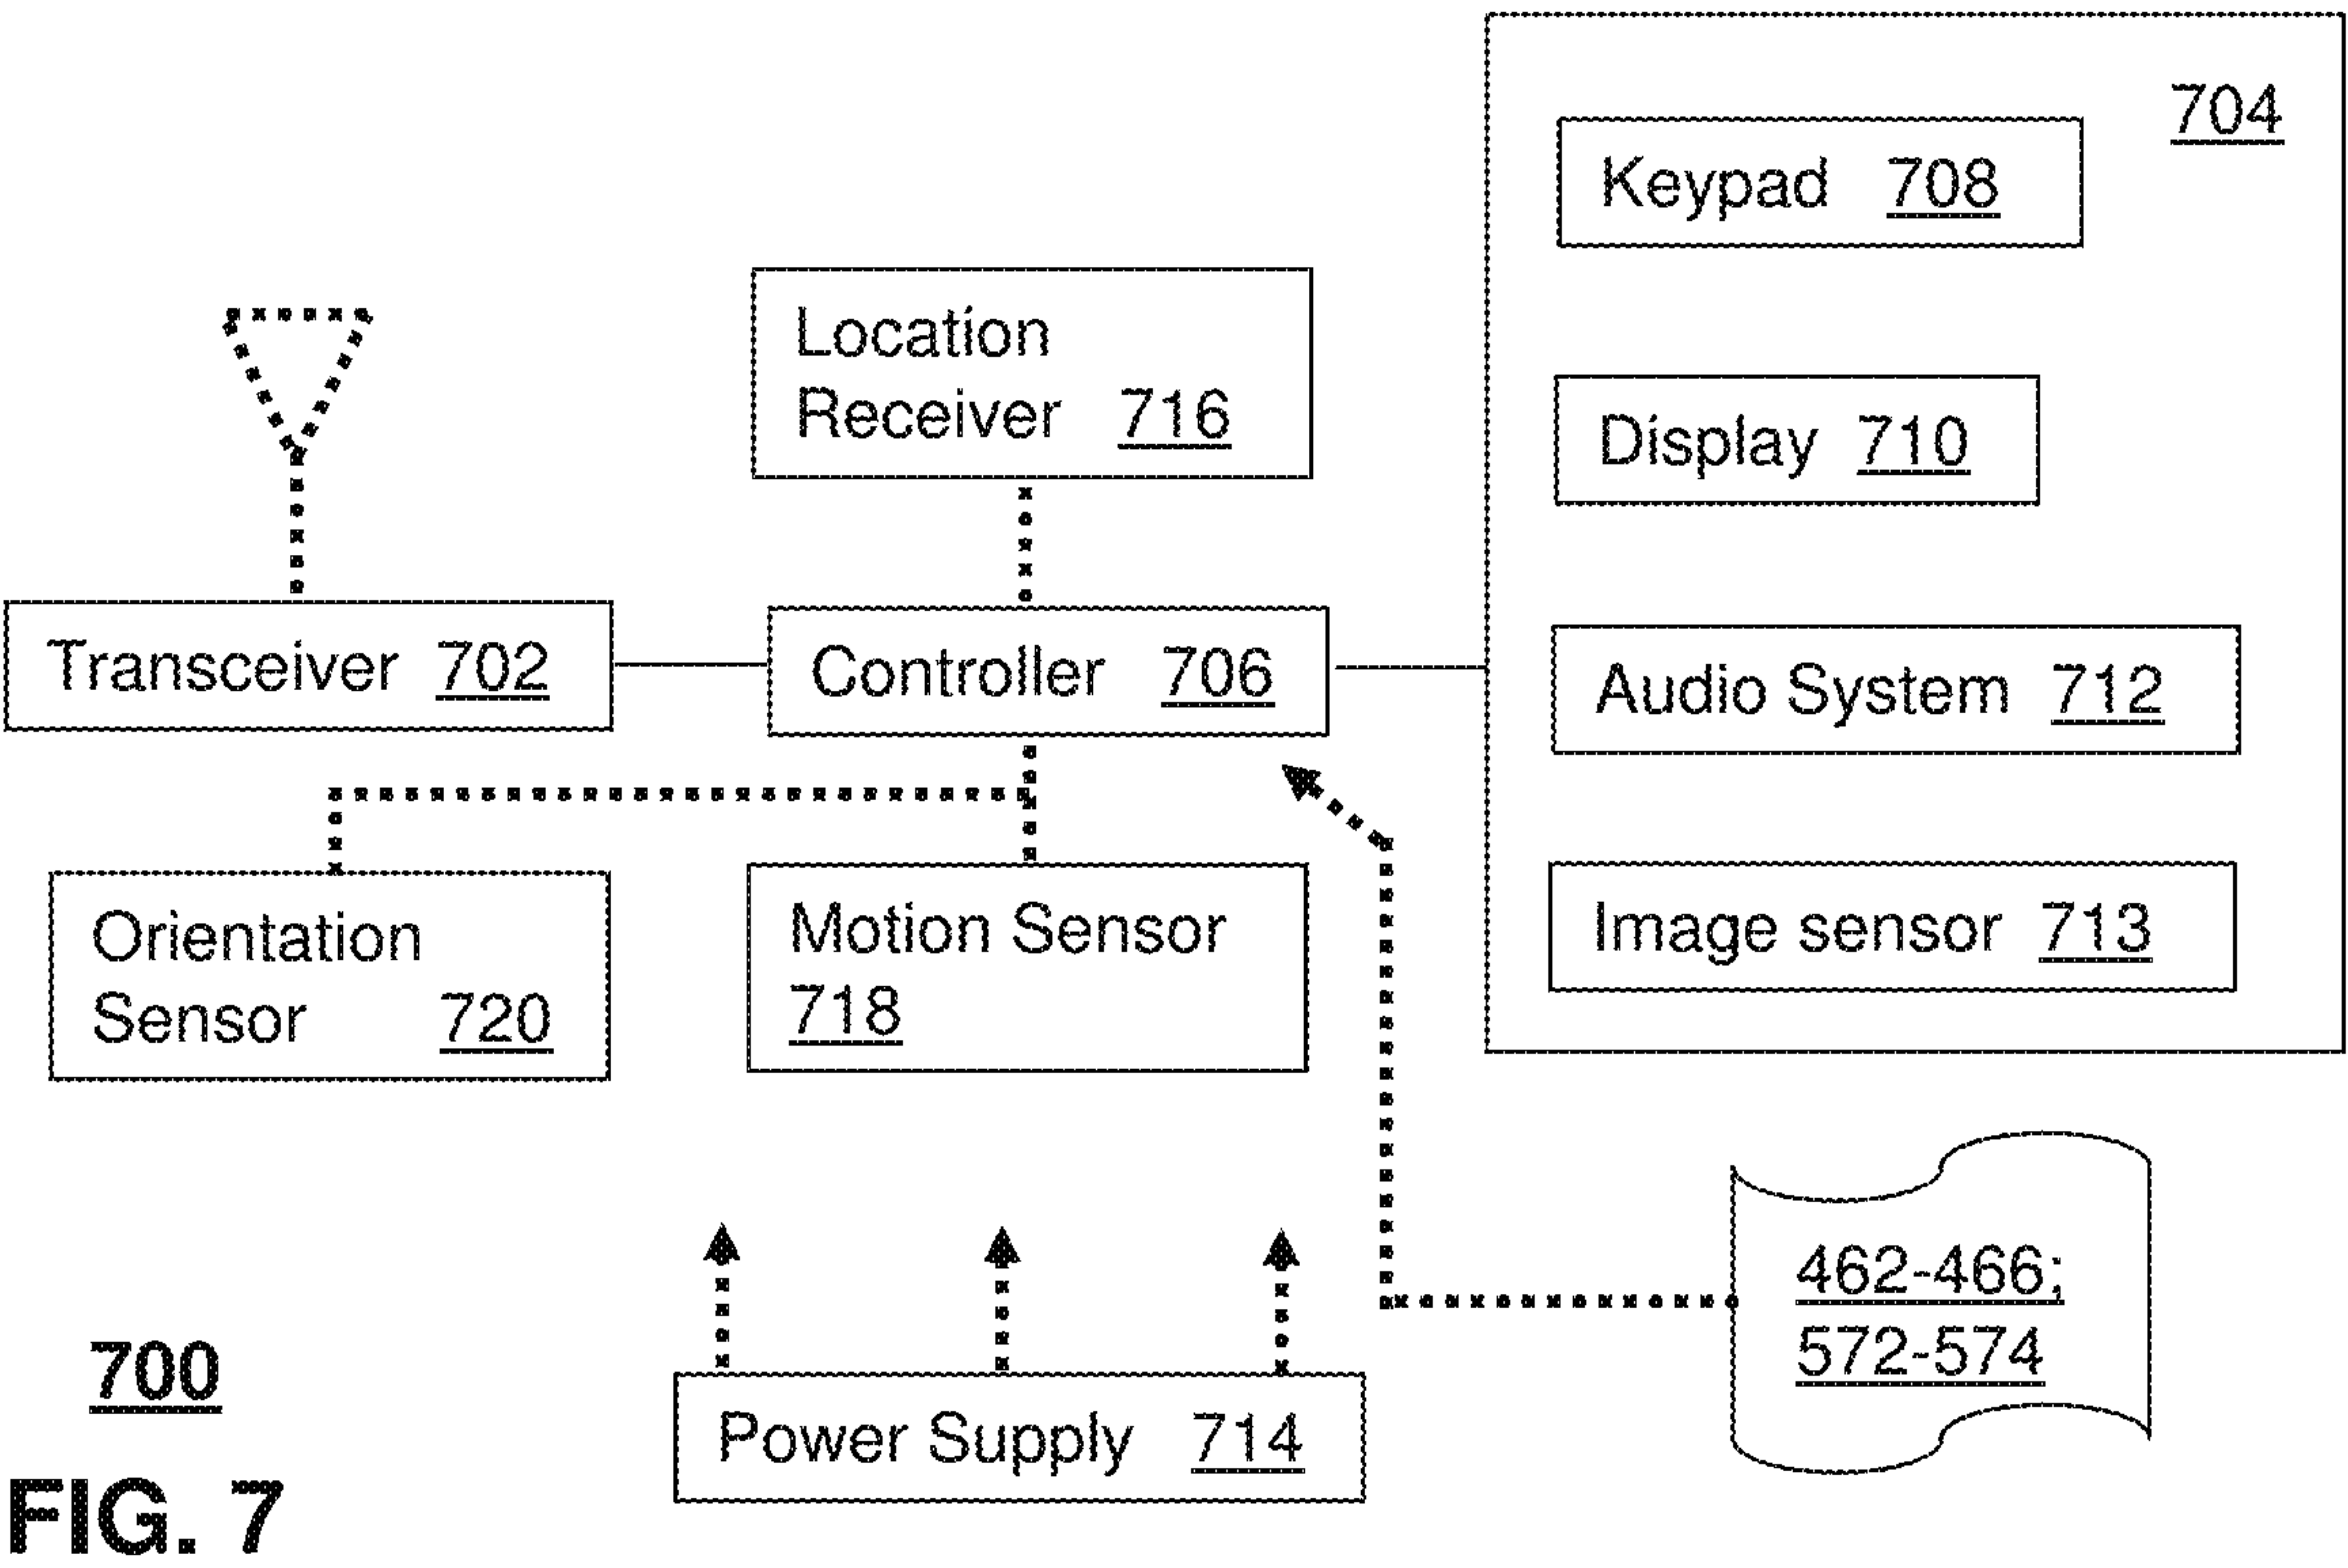 704
Keypad 708
Location
Receiver 716
Display 710
Transceiver 702
Controller 706
Audio System 712
Orientation
Sensor 720
Motion Sensor
718
Image sensor 713
462-466;
572-574
700
Power Supply 714
FIG. 7